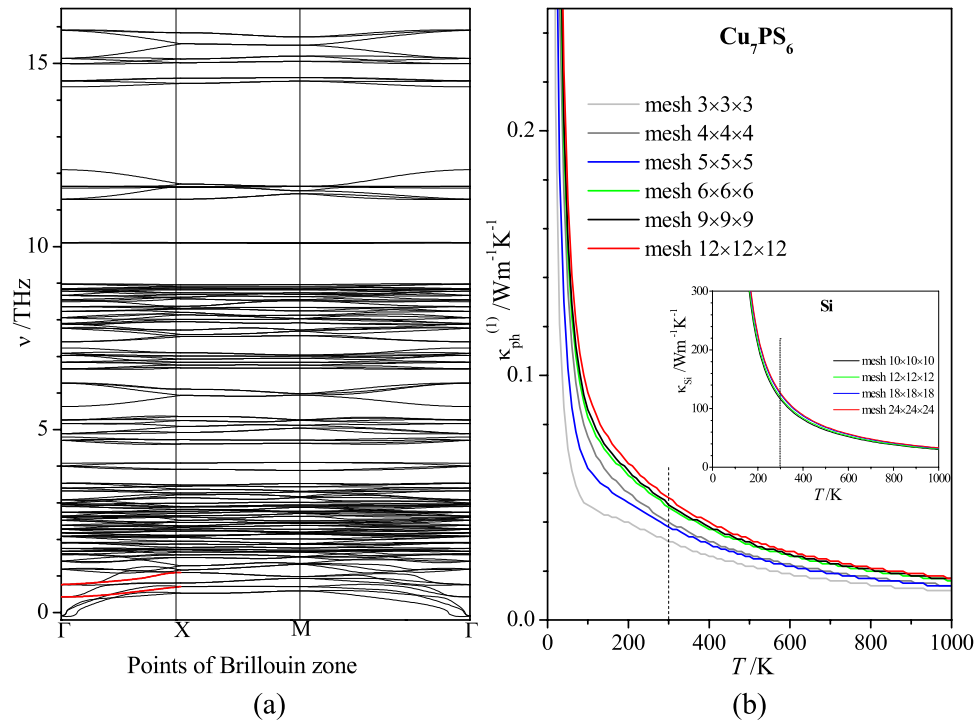 15
10
5
0
ν /THz
Γ X M Γ
Points of Brillouin zone
(a)
Cu₇PS₆
mesh 3×3×3
mesh 4×4×4
mesh 5×5×5
mesh 6×6×6
mesh 9×9×9
mesh 12×12×12
0.2
0.1
0.0
κ_ph^(1) /Wm⁻¹K⁻¹
0 200 400 600 800 1000
T /K
(b)
Si
mesh 10×10×10
mesh 12×12×12
mesh 18×18×18
mesh 24×24×24
300
200
100
0
κ_Si /Wm⁻¹K⁻¹
0 200 400 600 800 1000
T /K